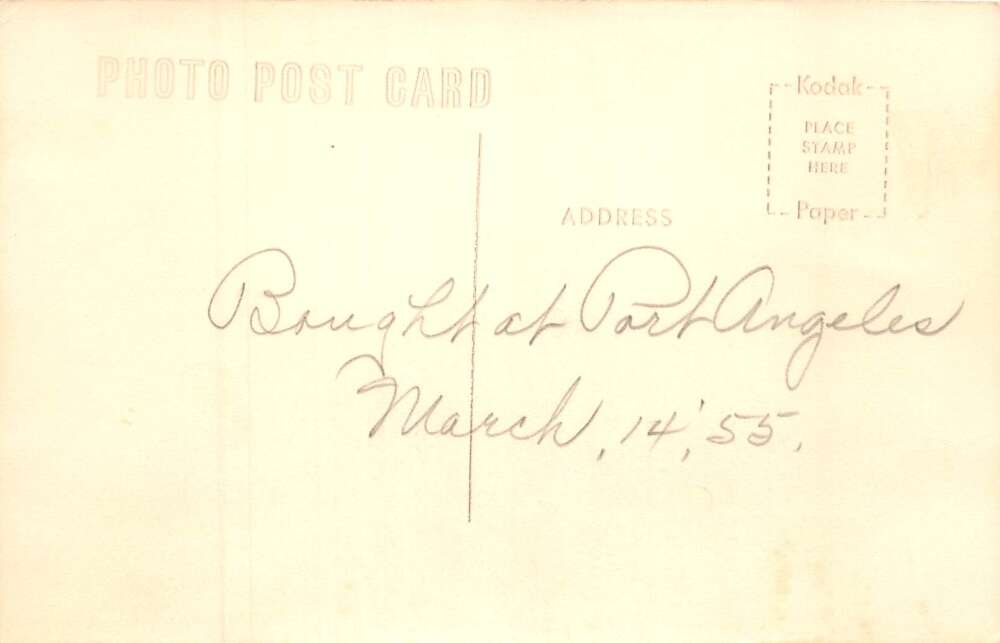 PHOTO POST CARD
Kodak
PLACE
STAMP
HERE
Paper
ADDRESS
Bought at Port Angeles
March, 14, '55.